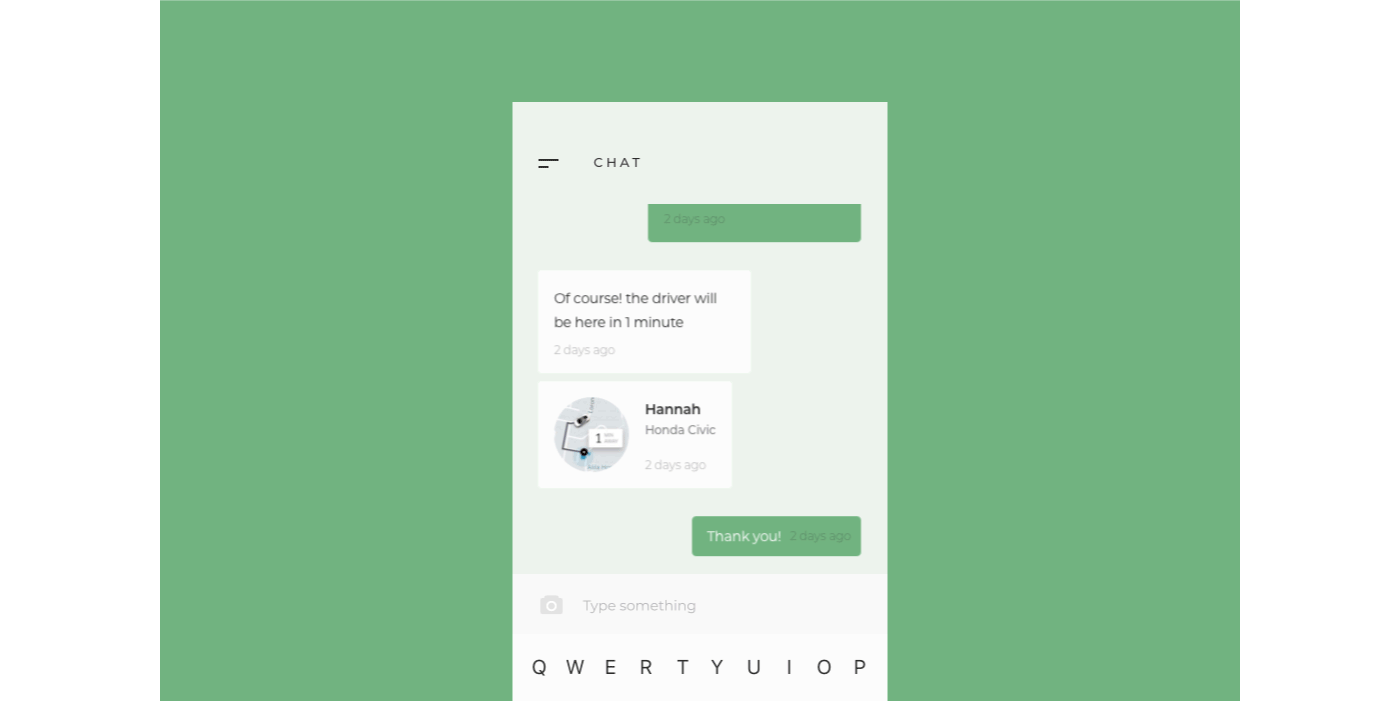 CHAT
2 days ago
Of course! the driver will
be here in 1 minute
2 days ago
Hannah
Honda Civic
1
2 days ago
Thank you! 2 days ago
Type something
Q W E R T Y U I O P